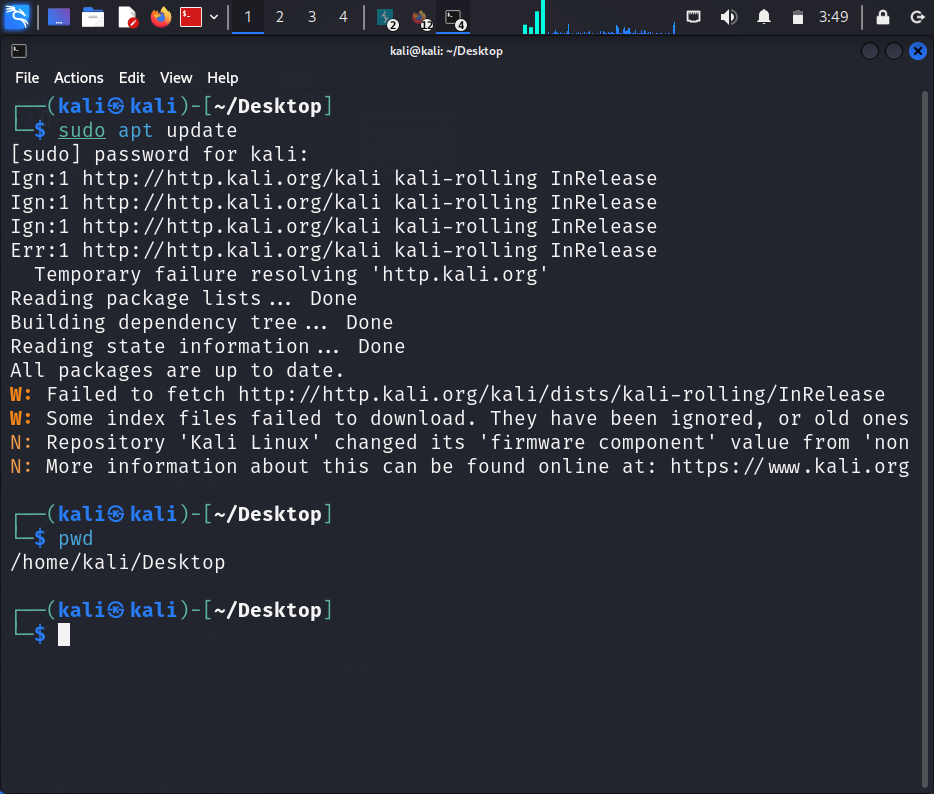 1 2 3 4 2 12 4 3:49
kali@kali: ~/Desktop
File Actions Edit View Help
┌──(kali㉿kali)-[~/Desktop]
└─$ sudo apt update
[sudo] password for kali:
Ign:1 http://http.kali.org/kali kali-rolling InRelease
Ign:1 http://http.kali.org/kali kali-rolling InRelease
Ign:1 http://http.kali.org/kali kali-rolling InRelease
Err:1 http://http.kali.org/kali kali-rolling InRelease
  Temporary failure resolving 'http.kali.org'
Reading package lists... Done
Building dependency tree... Done
Reading state information... Done
All packages are up to date.
W: Failed to fetch http://http.kali.org/kali/dists/kali-rolling/InRelease
W: Some index files failed to download. They have been ignored, or old ones
N: Repository 'Kali Linux' changed its 'firmware component' value from 'non
N: More information about this can be found online at: https://www.kali.org
┌──(kali㉿kali)-[~/Desktop]
└─$ pwd
/home/kali/Desktop
┌──(kali㉿kali)-[~/Desktop]
└─$